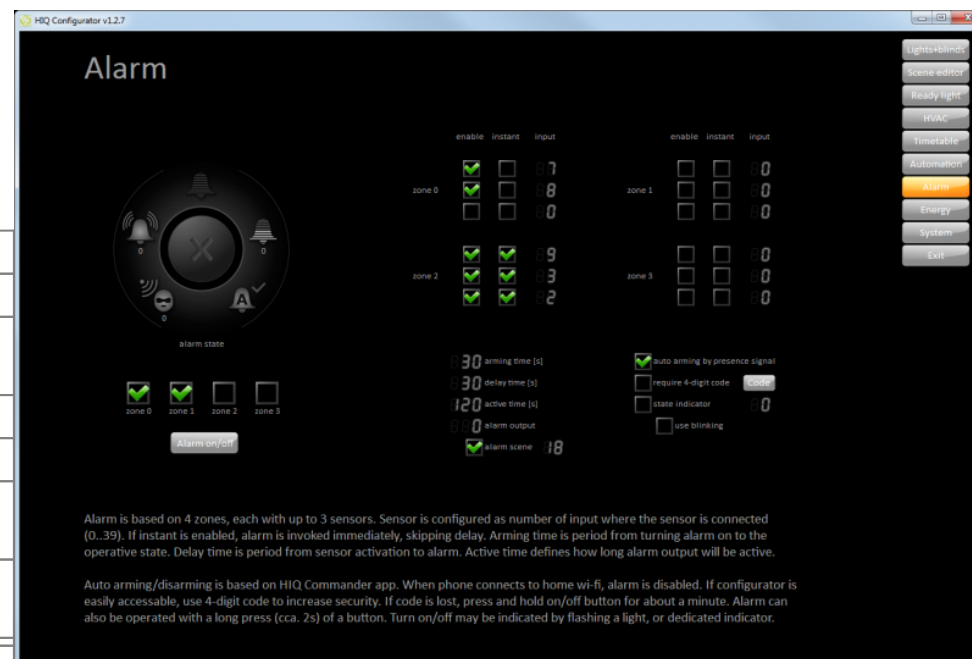 HIQ Configurator v1.2.7
Alarm
Lights+blinds
Scene editor
Ready light
HVAC
Timetable
Automation
Alarm
Energy
System
Exit
enable instant input
zone 0
7
8
0
enable instant input
zone 1
0
0
0
zone 2
9
3
2
zone 3
0
0
0
0
0
0
A
alarm state
zone 0 zone 1 zone 2 zone 3
Alarm on/off
30 arming time [s]
30 delay time [s]
120 active time [s]
0 alarm output
alarm scene 18
auto arming by presence signal
require 4-digit code Code
state indicator 0
use blinking
Alarm is based on 4 zones, each with up to 3 sensors. Sensor is configured as number of input where the sensor is connected
(0..39). If instant is enabled, alarm is invoked immediately, skipping delay. Arming time is period from turning alarm on to the
operative state. Delay time is period from sensor activation to alarm. Active time defines how long alarm output will be active.
Auto arming/disarming is based on HIQ Commander app. When phone connects to home wi-fi, alarm is disabled. If configurator is
easily accessable, use 4-digit code to increase security. If code is lost, press and hold on/off button for about a minute. Alarm can
also be operated with a long press (cca. 2s) of a button. Turn on/off may be indicated by flashing a light, or dedicated indicator.